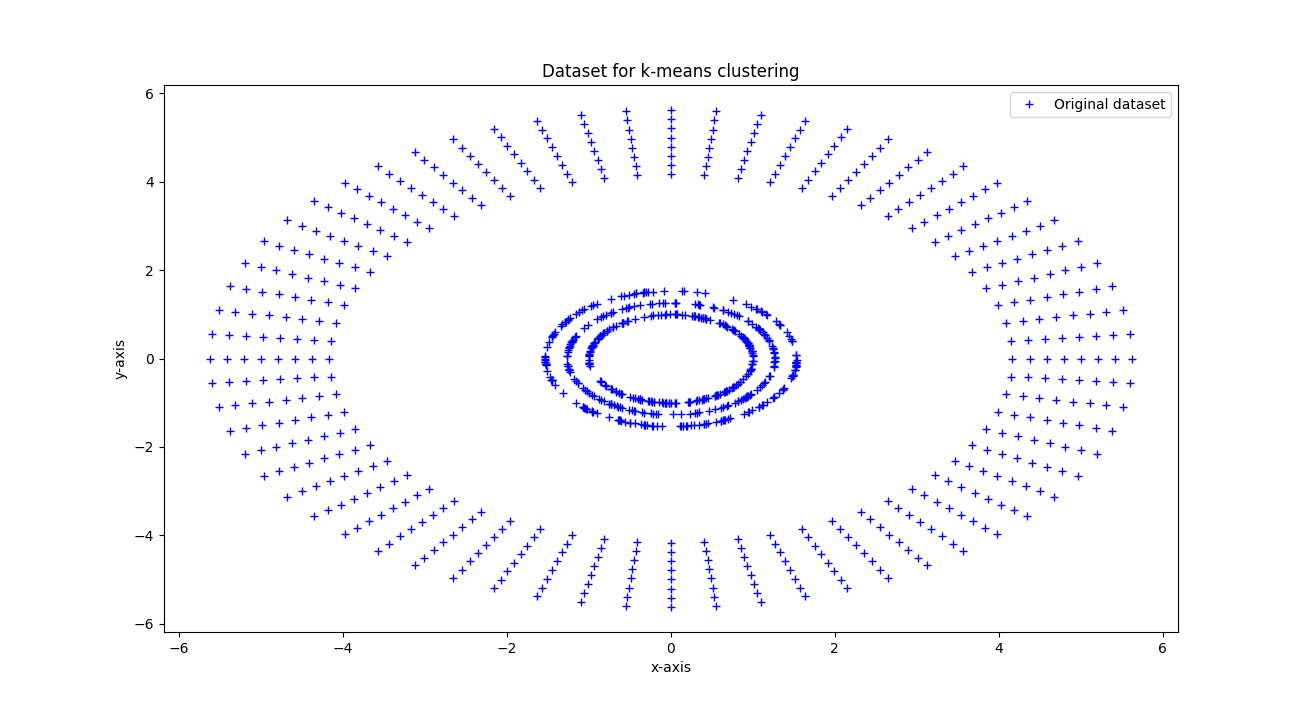 Dataset for k-means clustering
Original dataset
6
4
2
0
−2
−4
−6
y-axis
−6 −4 −2 0 2 4 6
x-axis